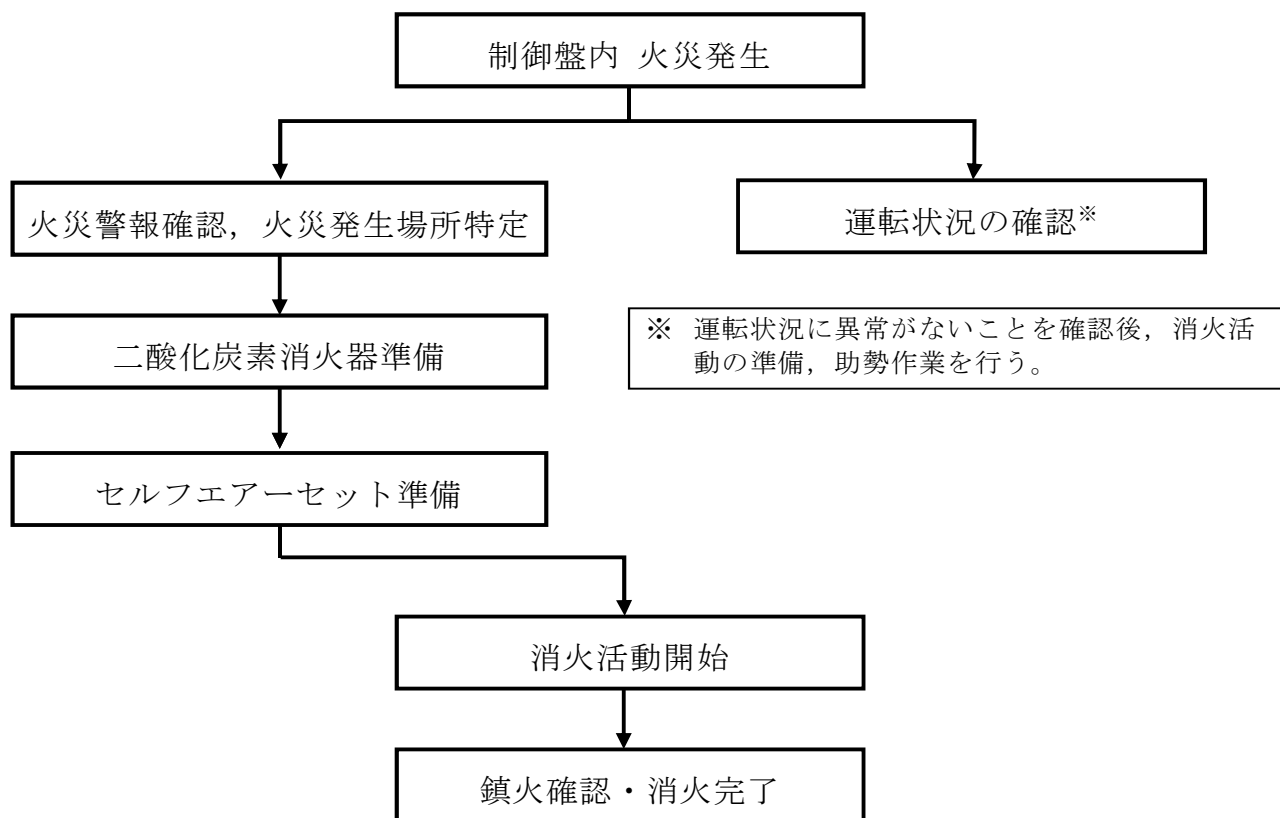 制御盤内 火災発生
火災警報確認，火災発生場所特定
運転状況の確認※
二酸化炭素消火器準備
※ 運転状況に異常がないことを確認後，消火活
動の準備，助勢作業を行う。
セルフエアーセット準備
消火活動開始
鎮火確認・消火完了